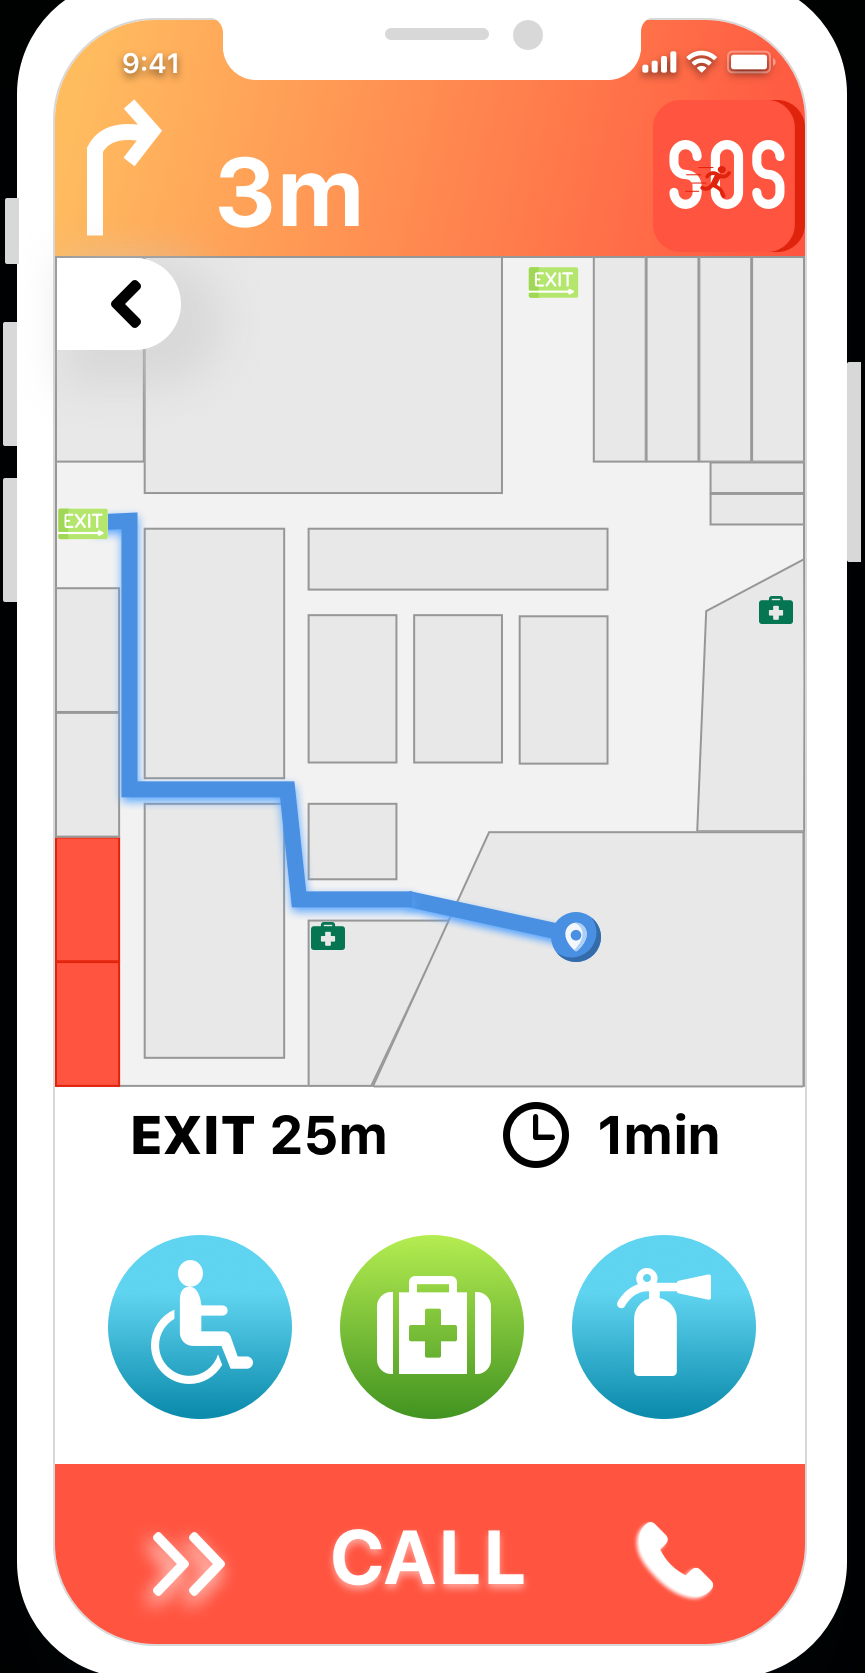 9:41
3m
SOS
EXIT
EXIT
EXIT 25m
1min
CALL